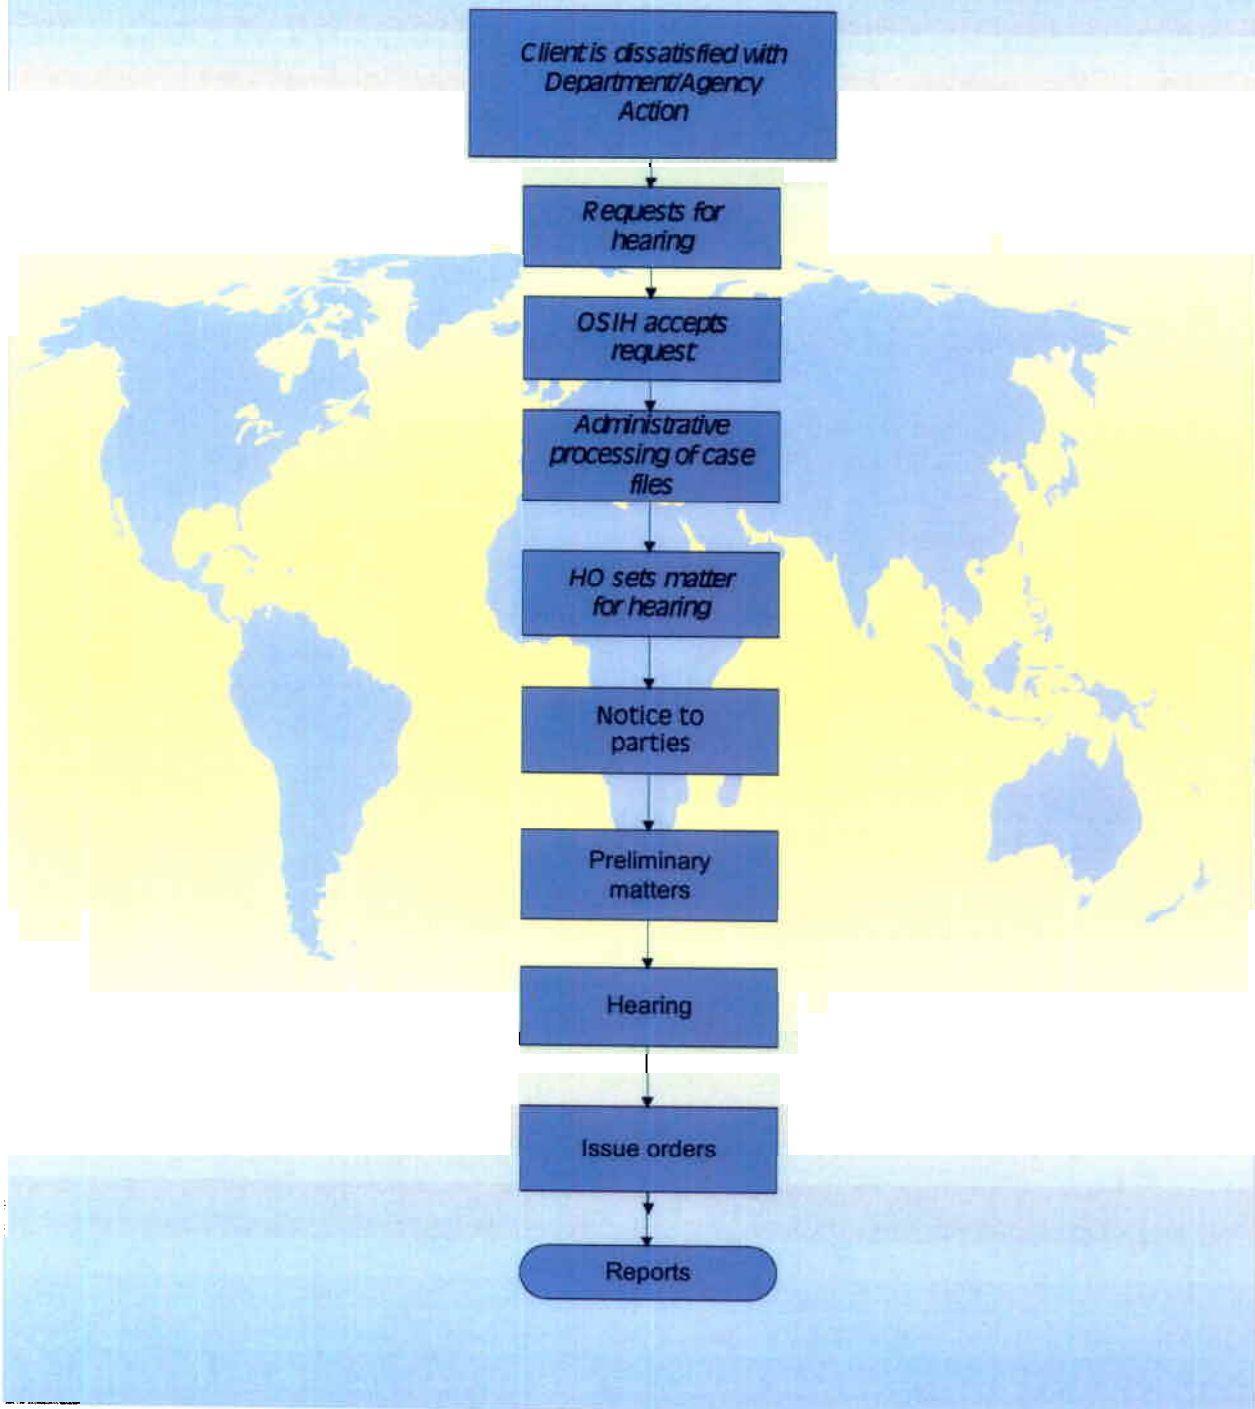 Client is dissatisfied with
Department/Agency
Action
Requests for
hearing
OSIH accepts
request
Administrative
processing of case
files
HO sets matter
for hearing
Notice to
parties
Preliminary
matters
Hearing
Issue orders
Reports